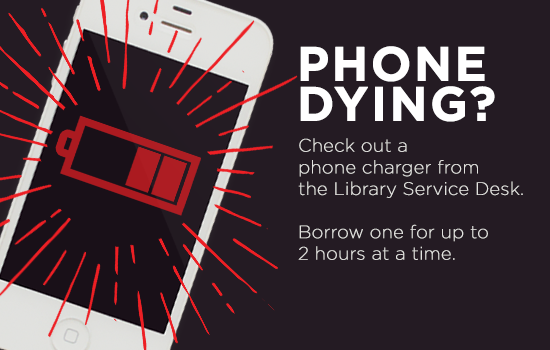 PHONE
DYING?
Check out a
phone charger from
the Library Service Desk.
Borrow one for up to
2 hours at a time.